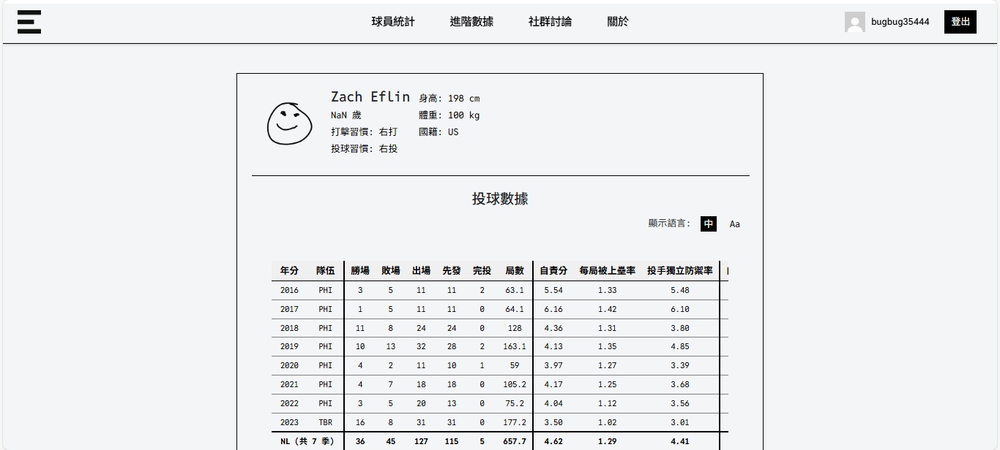 球員統計 進階數據 社群討論 關於 bugbug35444 登出
Zach Eflin 身高: 198 cm
NaN 歲 體重: 100 kg
打擊習慣: 右打 國籍: US
投球習慣: 右投
投球數據
顯示語言: 中 Aa
年分 隊伍 勝場 敗場 出場 先發 完投 局數 自責分 每局被上壘率 投手獨立防禦率
2016 PHI 3 5 11 11 2 63.1 5.54 1.33 5.48
2017 PHI 1 5 11 11 0 64.1 6.16 1.42 6.10
2018 PHI 11 8 24 24 0 128 4.36 1.31 3.80
2019 PHI 10 13 32 28 2 163.1 4.13 1.35 4.85
2020 PHI 4 2 11 10 1 59 3.97 1.27 3.39
2021 PHI 4 7 18 18 0 105.2 4.17 1.25 3.68
2022 PHI 3 5 20 13 0 75.2 4.04 1.12 3.56
2023 TBR 16 8 31 31 0 177.2 3.50 1.02 3.01
NL (共 7 季) 36 45 127 115 5 657.7 4.62 1.29 4.41